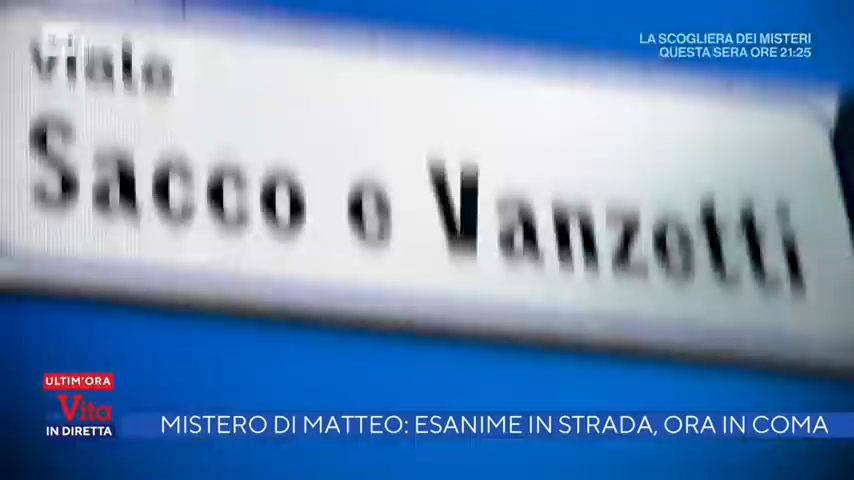 Rai
LA SCOGLIERA DEI MISTERI
QUESTA SERA ORE 21:25
viale
Sacco e Vanzetti
ULTIM'ORA
Vita
IN DIRETTA
MISTERO DI MATTEO: ESANIME IN STRADA, ORA IN COMA